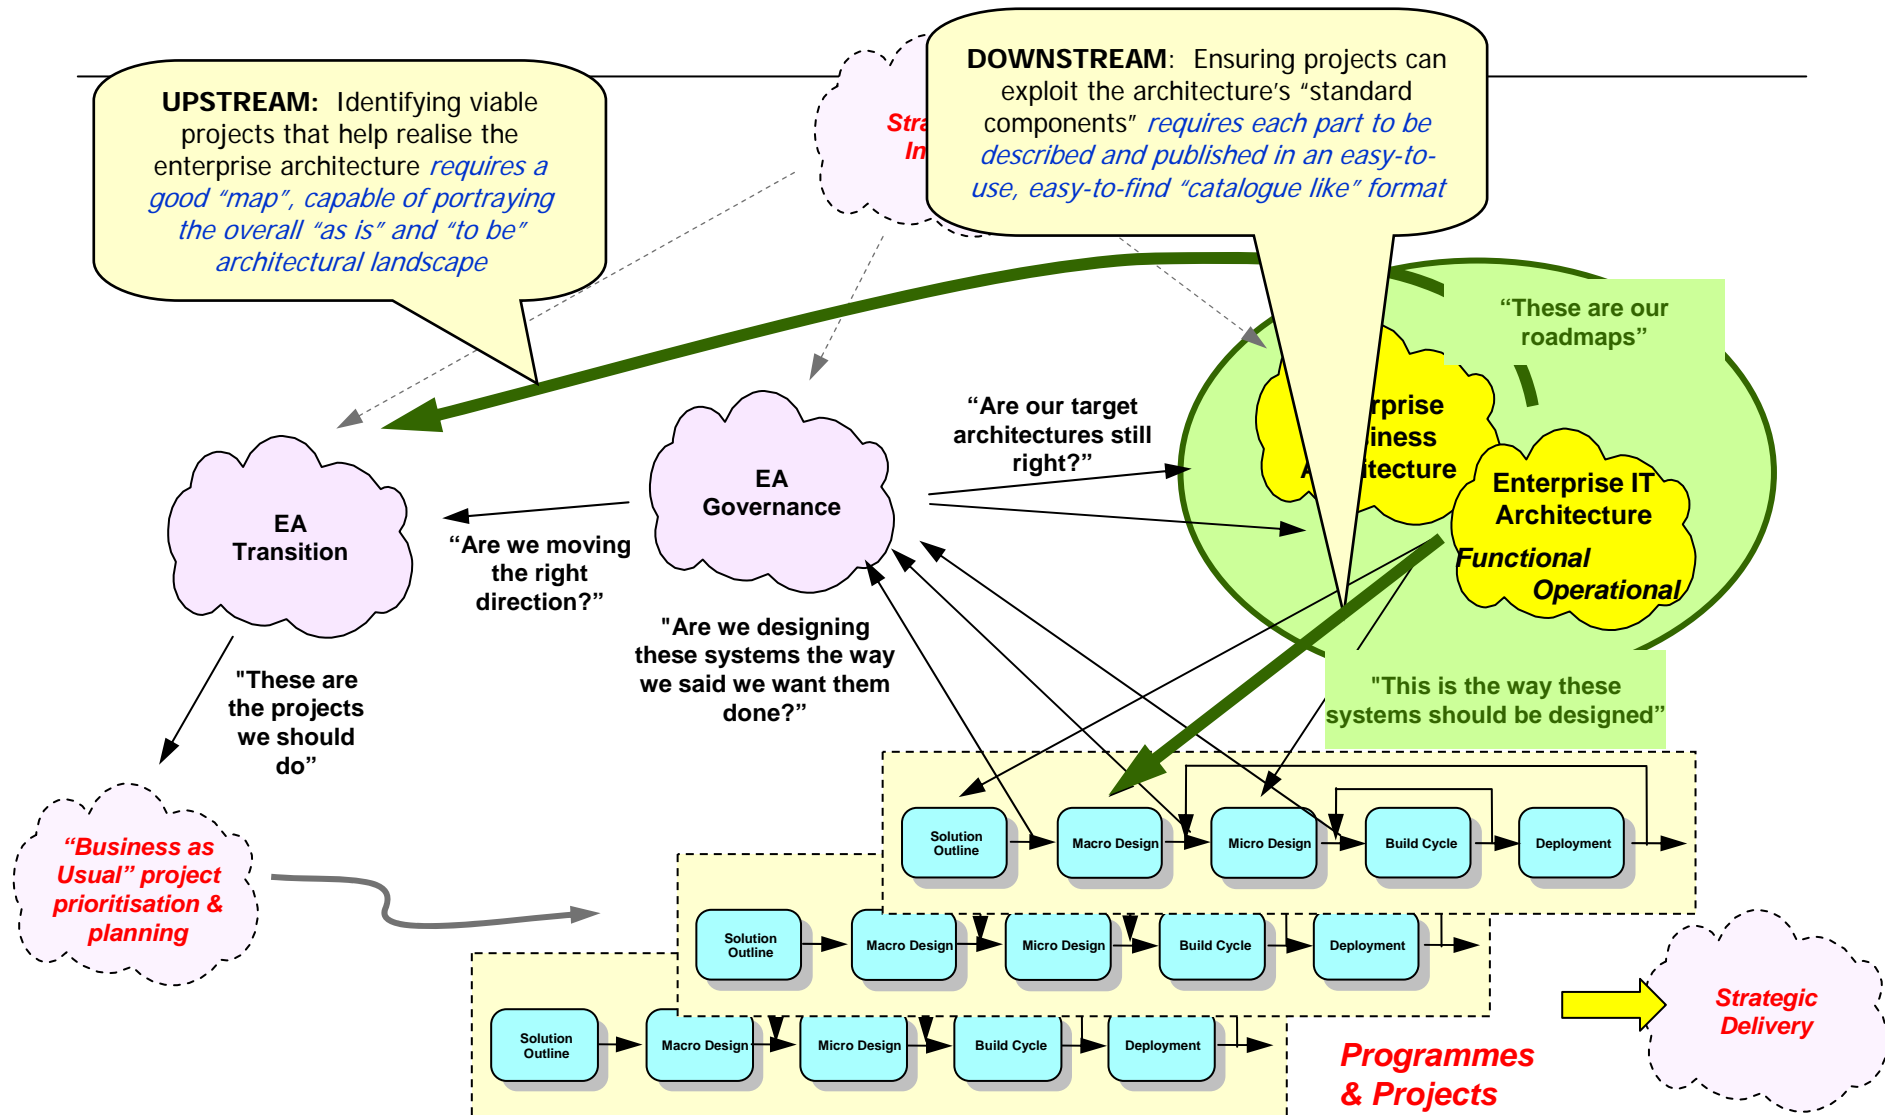 UPSTREAM: Identifying viable
projects that help realise the
enterprise architecture requires a
good “map”, capable of portraying
the overall “as is” and “to be”
architectural landscape
DOWNSTREAM: Ensuring projects can
exploit the architecture’s “standard
components” requires each part to be
described and published in an easy-to-
use, easy-to-find “catalogue like” format
“These are our
roadmaps”
“Are our target
architectures still
right?”
Enterprise IT
Architecture
Functional
Operational
EA
Governance
EA
Transition
“Are we moving
the right
direction?”
"Are we designing
these systems the way
we said we want them
done?”
"These are
the projects
we should
do”
"This is the way these
systems should be designed”
“Business as
Usual” project
prioritisation &
planning
Solution
Outline
Macro Design
Micro Design
Build Cycle
Deployment
Solution
Outline
Macro Design
Micro Design
Build Cycle
Deployment
Solution
Outline
Macro Design
Micro Design
Build Cycle
Deployment
Programmes
& Projects
Strategic
Delivery